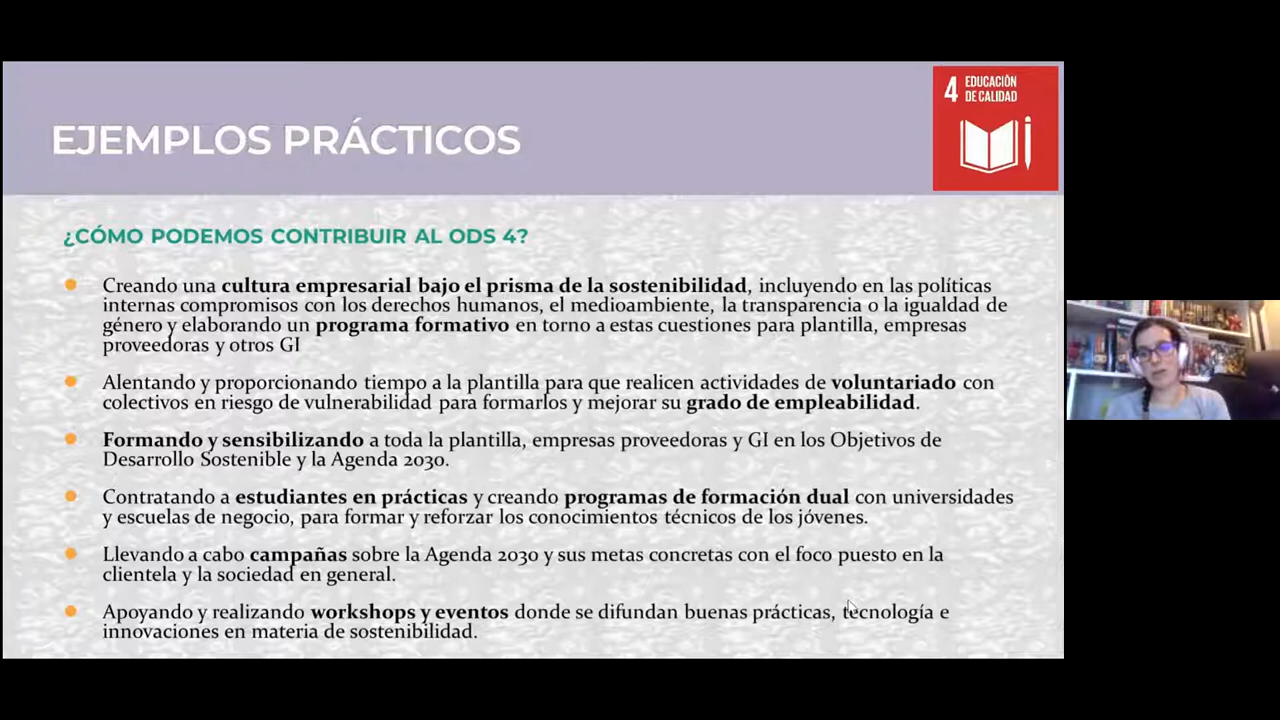 EJEMPLOS PRÁCTICOS
4 EDUCACIÓN
DE CALIDAD
¿CÓMO PODEMOS CONTRIBUIR AL ODS 4?
Creando una cultura empresarial bajo el prisma de la sostenibilidad, incluyendo en las políticas
internas compromisos con los derechos humanos, el medioambiente, la transparencia o la igualdad de
género y elaborando un programa formativo en torno a estas cuestiones para plantilla, empresas
proveedoras y otros GI
Alentando y proporcionando tiempo a la plantilla para que realicen actividades de voluntariado con
colectivos en riesgo de vulnerabilidad para formarlos y mejorar su grado de empleabilidad.
Formando y sensibilizando a toda la plantilla, empresas proveedoras y GI en los Objetivos de
Desarrollo Sostenible y la Agenda 2030.
Contratando a estudiantes en prácticas y creando programas de formación dual con universidades
y escuelas de negocio, para formar y reforzar los conocimientos técnicos de los jóvenes.
Llevando a cabo campañas sobre la Agenda 2030 y sus metas concretas con el foco puesto en la
clientela y la sociedad en general.
Apoyando y realizando workshops y eventos donde se difundan buenas prácticas, tecnología e
innovaciones en materia de sostenibilidad.